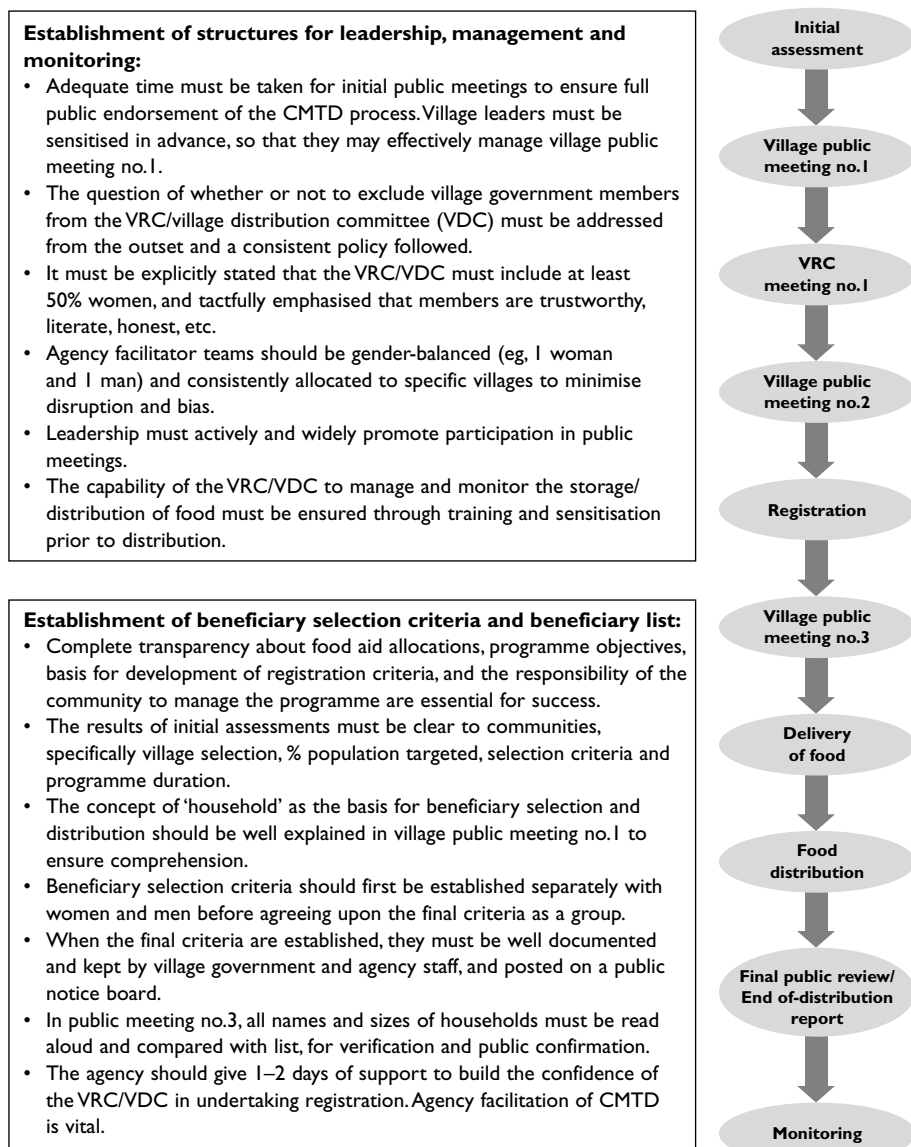 Establishment of structures for leadership, management and
monitoring:
• Adequate time must be taken for initial public meetings to ensure full
public endorsement of the CMTD process. Village leaders must be
sensitised in advance, so that they may effectively manage village public
meeting no.1.
• The question of whether or not to exclude village government members
from the VRC/village distribution committee (VDC) must be addressed
from the outset and a consistent policy followed.
• It must be explicitly stated that the VRC/VDC must include at least
50% women, and tactfully emphasised that members are trustworthy,
literate, honest, etc.
• Agency facilitator teams should be gender-balanced (eg, 1 woman
and 1 man) and consistently allocated to specific villages to minimise
disruption and bias.
• Leadership must actively and widely promote participation in public
meetings.
• The capability of the VRC/VDC to manage and monitor the storage/
distribution of food must be ensured through training and sensitisation
prior to distribution.
Establishment of beneficiary selection criteria and beneficiary list:
• Complete transparency about food aid allocations, programme objectives,
basis for development of registration criteria, and the responsibility of the
community to manage the programme are essential for success.
• The results of initial assessments must be clear to communities,
specifically village selection, % population targeted, selection criteria and
programme duration.
• The concept of ‘household’ as the basis for beneficiary selection and
distribution should be well explained in village public meeting no.1 to
ensure comprehension.
• Beneficiary selection criteria should first be established separately with
women and men before agreeing upon the final criteria as a group.
• When the final criteria are established, they must be well documented
and kept by village government and agency staff, and posted on a public
notice board.
• In public meeting no.3, all names and sizes of households must be read
aloud and compared with list, for verification and public confirmation.
• The agency should give 1–2 days of support to build the confidence of
the VRC/VDC in undertaking registration. Agency facilitation of CMTD
is vital.
Initial
assessment
Village public
meeting no.1
VRC
meeting no.1
Village public
meeting no.2
Registration
Village public
meeting no.3
Delivery
of food
Food
distribution
Final public review/
End of-distribution
report
Monitoring